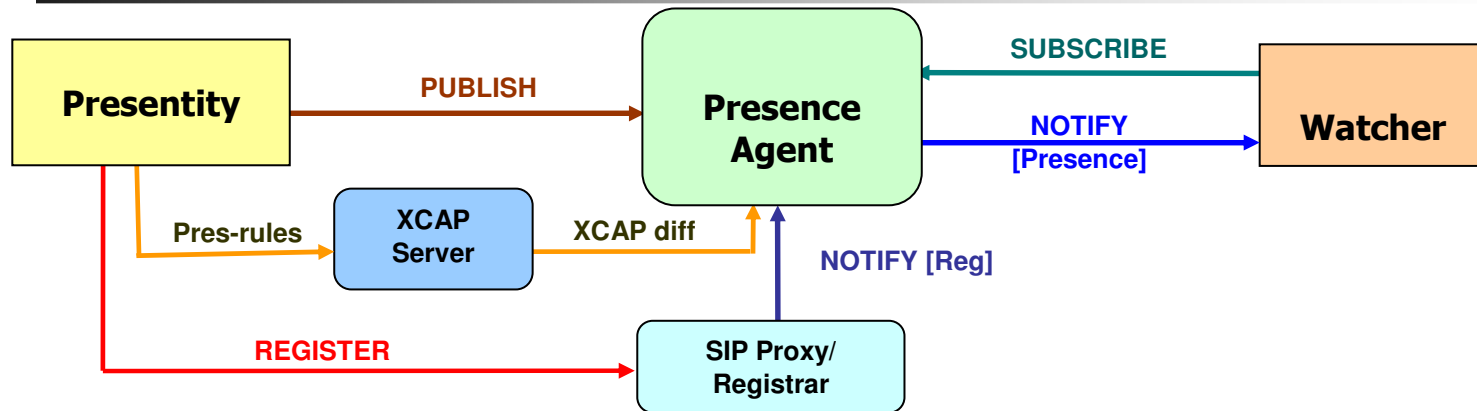 SUBSCRIBE
Presentity
PUBLISH
Presence
Agent
NOTIFY
[Presence]
Watcher
Pres-rules
XCAP
Server
XCAP diff
NOTIFY [Reg]
REGISTER
SIP Proxy/
Registrar